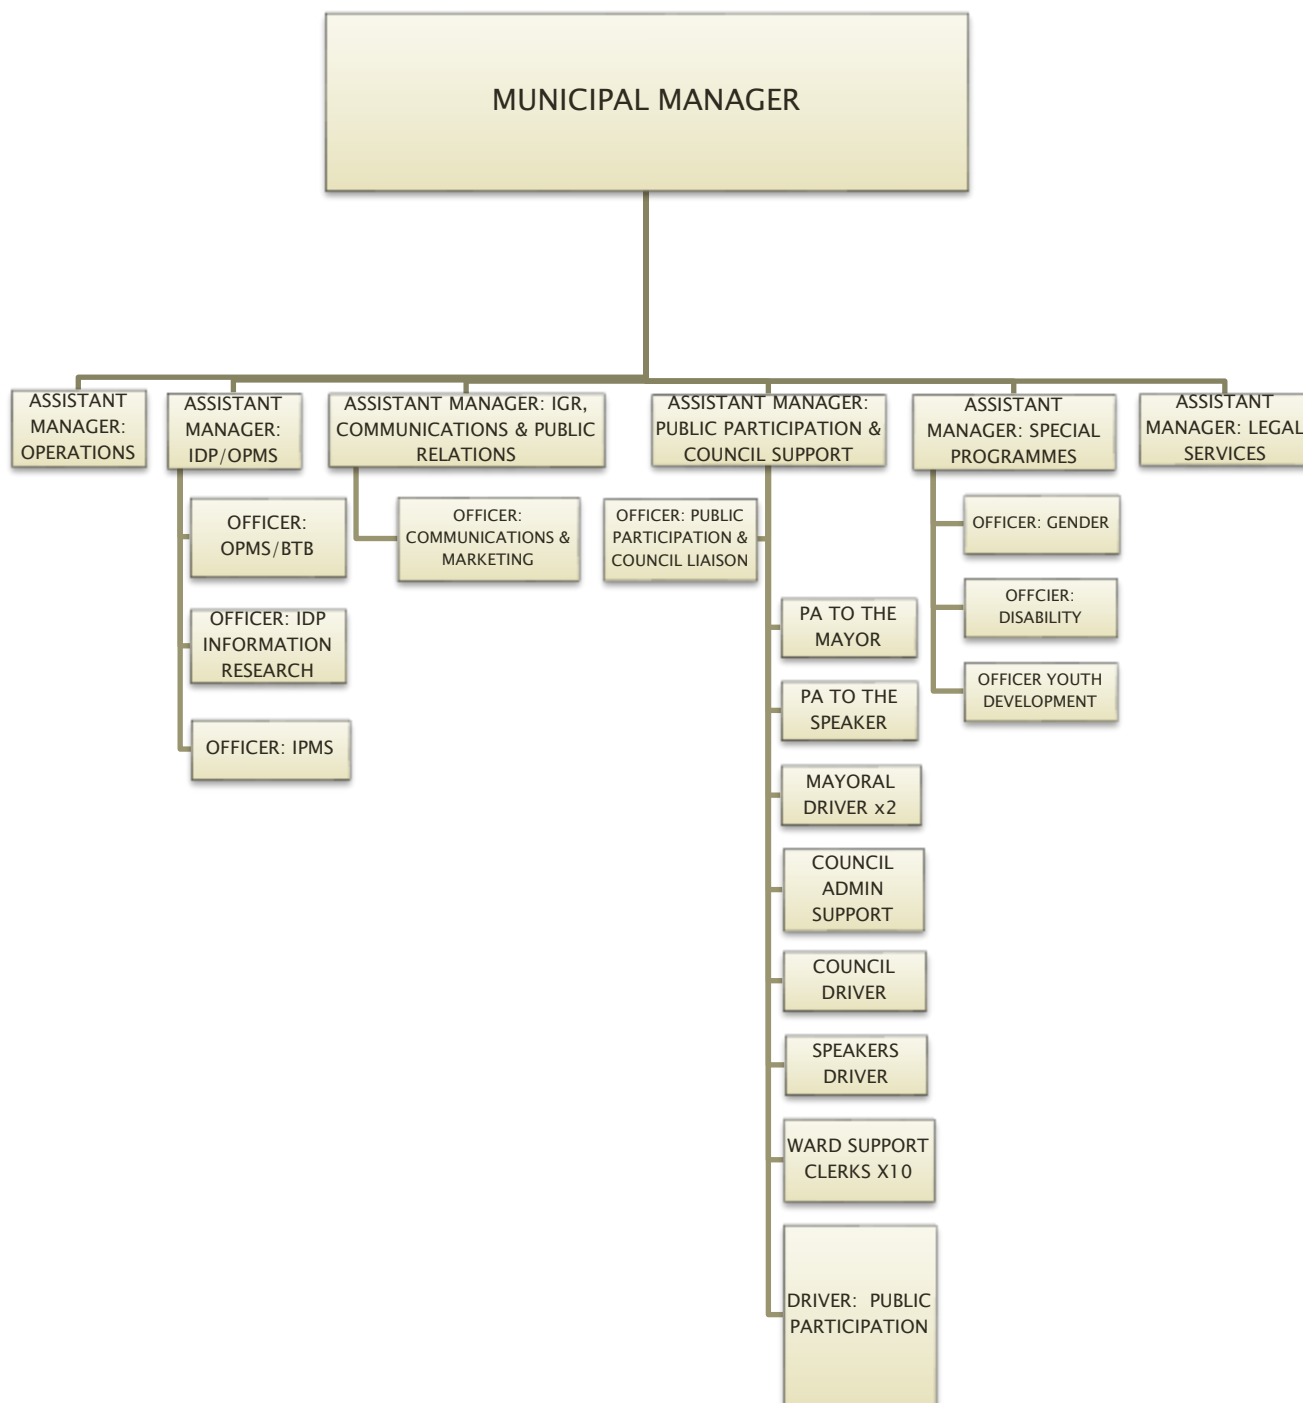 MUNICIPAL MANAGER
ASSISTANT
MANAGER:
OPERATIONS
ASSISTANT
MANAGER:
IDP/OPMS
ASSISTANT MANAGER: IGR,
COMMUNICATIONS & PUBLIC
RELATIONS
ASSISTANT MANAGER:
PUBLIC PARTICIPATION &
COUNCIL SUPPORT
ASSISTANT
MANAGER: SPECIAL
PROGRAMMES
ASSISTANT
MANAGER: LEGAL
SERVICES
OFFICER:
OPMS/BTB
OFFICER: IDP
INFORMATION
RESEARCH
OFFICER: IPMS
OFFICER:
COMMUNICATIONS &
MARKETING
OFFICER: PUBLIC
PARTICIPATION &
COUNCIL LIAISON
PA TO THE
MAYOR
PA TO THE
SPEAKER
MAYORAL
DRIVER x2
COUNCIL
ADMIN
SUPPORT
COUNCIL
DRIVER
SPEAKERS
DRIVER
WARD SUPPORT
CLERKS X10
DRIVER:  PUBLIC
PARTICIPATION
OFFICER: GENDER
OFFCIER:
DISABILITY
OFFICER YOUTH
DEVELOPMENT